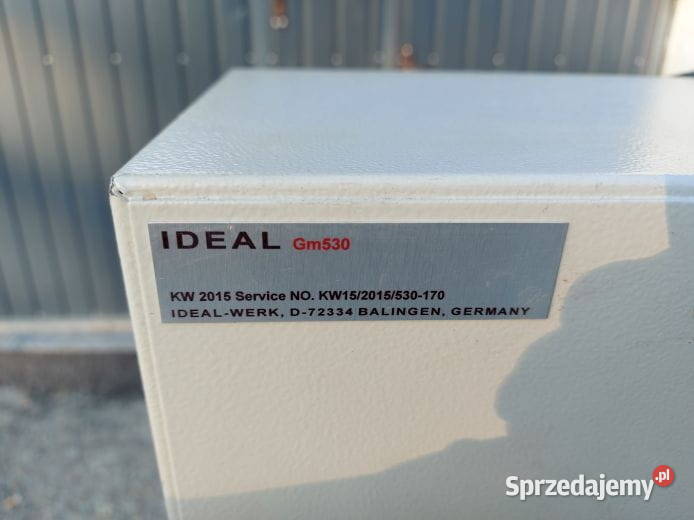 IDEAL Gm530
KW 2015 Service NO. KW15/2015/530-170
IDEAL-WERK, D-72334 BALINGEN, GERMANY
Sprzedajemy.pl